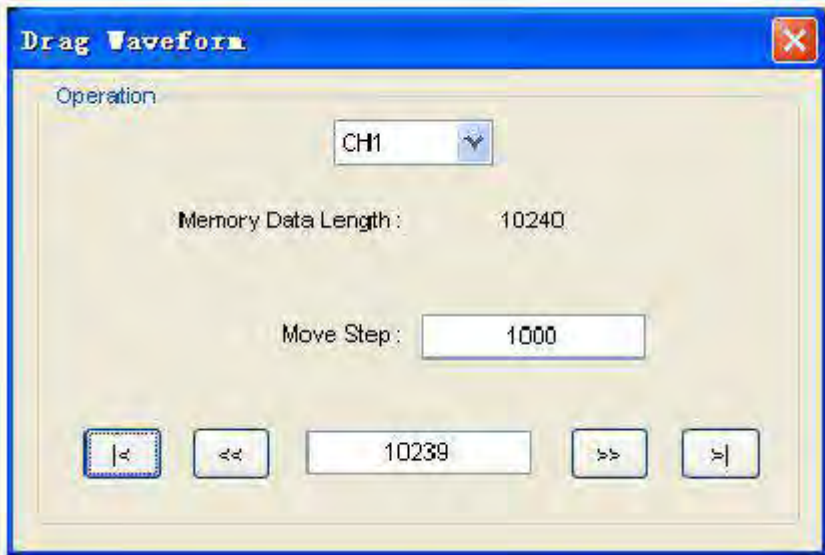 Drag Waveform
Operation
CH1
Memory Data Length : 10240
Move Step : 1000
|< << 10239 >> >|